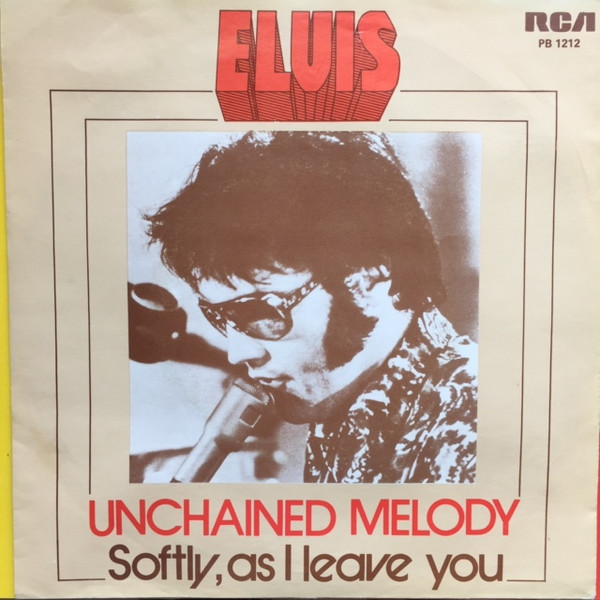 ELVIS
RCA
PB 1212
UNCHAINED MELODY
Softly, as I leave you